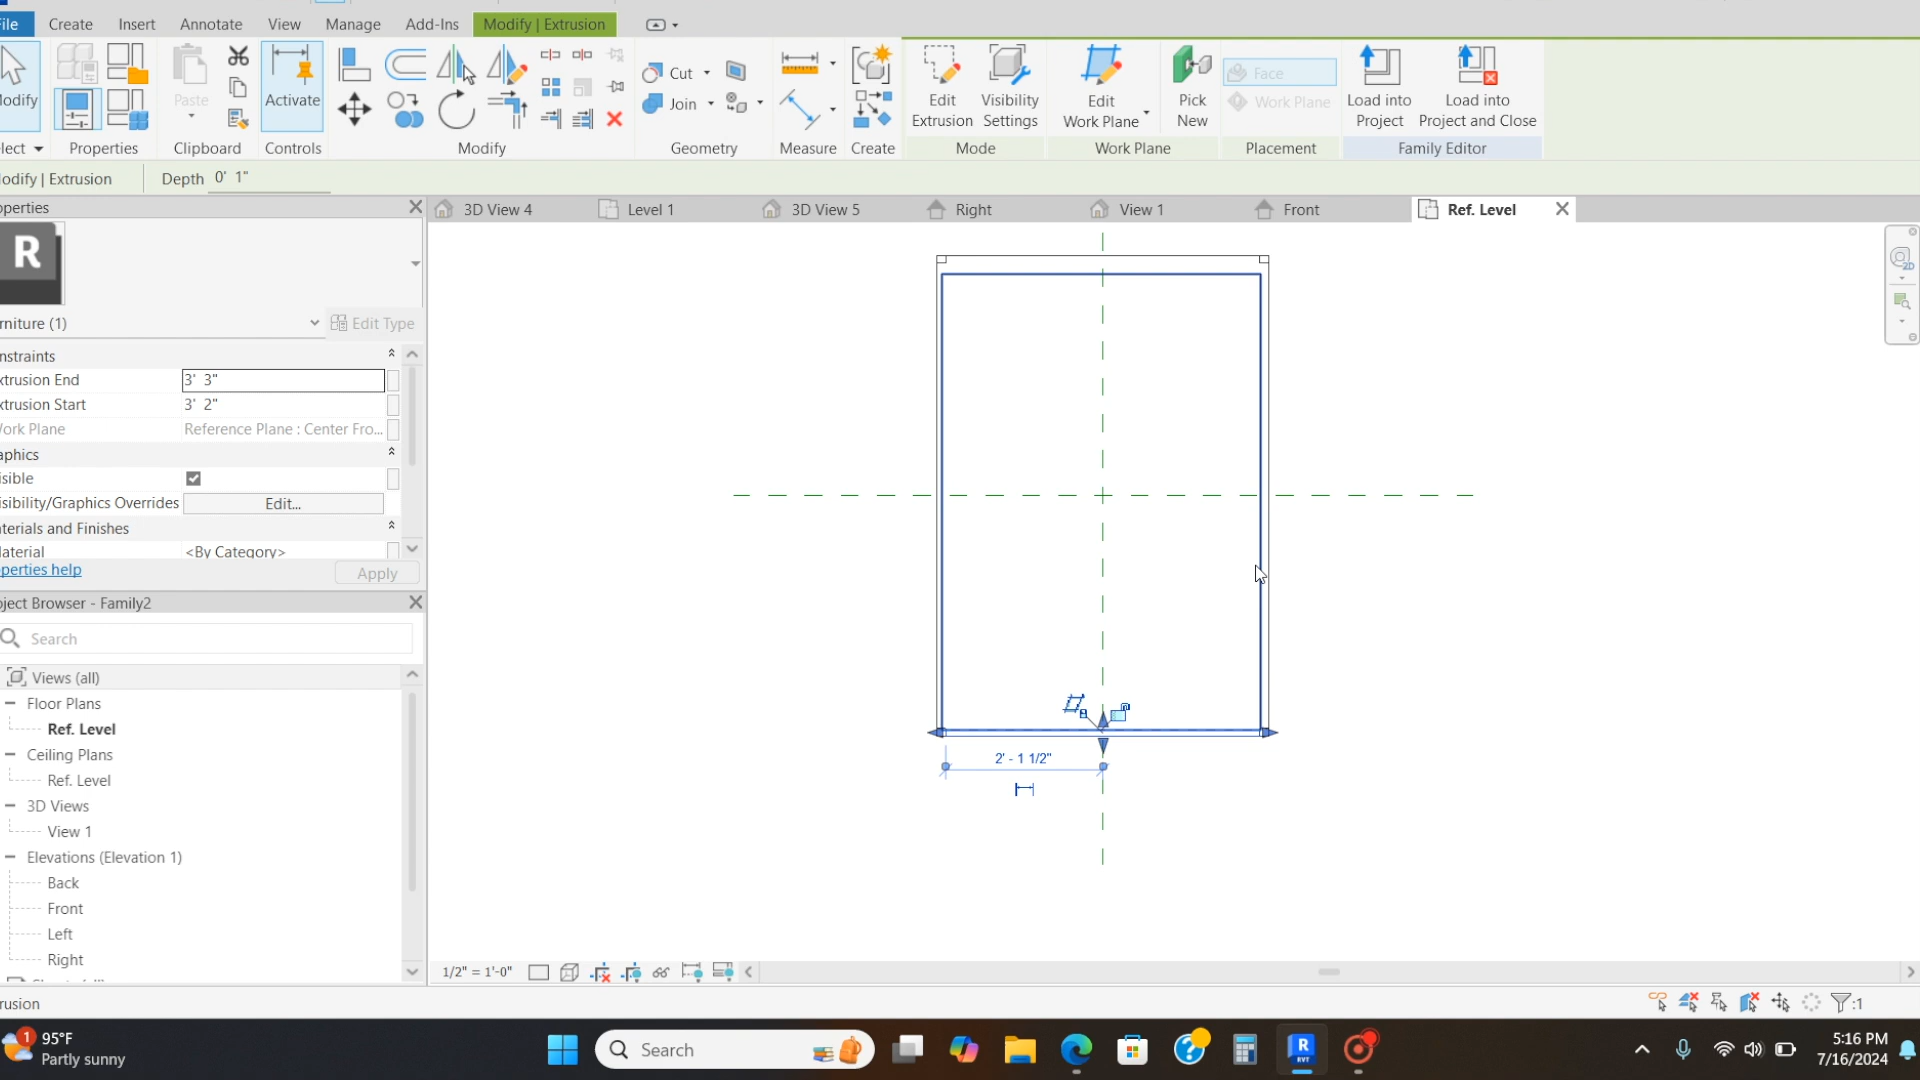 File Create Insert Annotate View Manage Add-Ins Modify | Extrusion
Modify Paste Activate Cut Join Edit Extrusion Visibility Settings Edit Work Plane Pick New Face Work Plane Load into Project Load into Project and Close
lect Properties Clipboard Controls Modify Geometry Measure Create Mode Work Plane Placement Family Editor
odify | Extrusion Depth 0' 1"
operties
3D View 4 Level 1 3D View 5 Right View 1 Front Ref. Level
R
rniture (1) Edit Type
nstraints
xtrusion End 3' 3"
xtrusion Start 3' 2"
Work Plane Reference Plane : Center Fro...
aphics
isible
isibility/Graphics Overrides Edit...
aterials and Finishes
aterial <By Category>
operties help Apply
oject Browser - Family2
Search
Views (all)
Floor Plans
Ref. Level
Ceiling Plans
Ref. Level
3D Views
View 1
Elevations (Elevation 1)
Back
Front
Left
Right
2' - 1 1/2"
1/2" = 1'-0"
rusion
:1
1
95°F
Partly sunny
Search
R
RVT
5:16 PM
7/16/2024